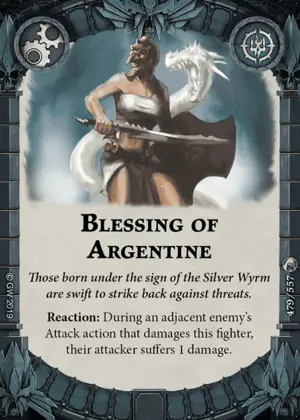 BLESSING OF
ARGENTINE
Those born under the sign of the Silver Wyrm
are swift to strike back against threats.
Reaction: During an adjacent enemy's
Attack action that damages this fighter,
their attacker suffers 1 damage.
© GW 2019
479/557